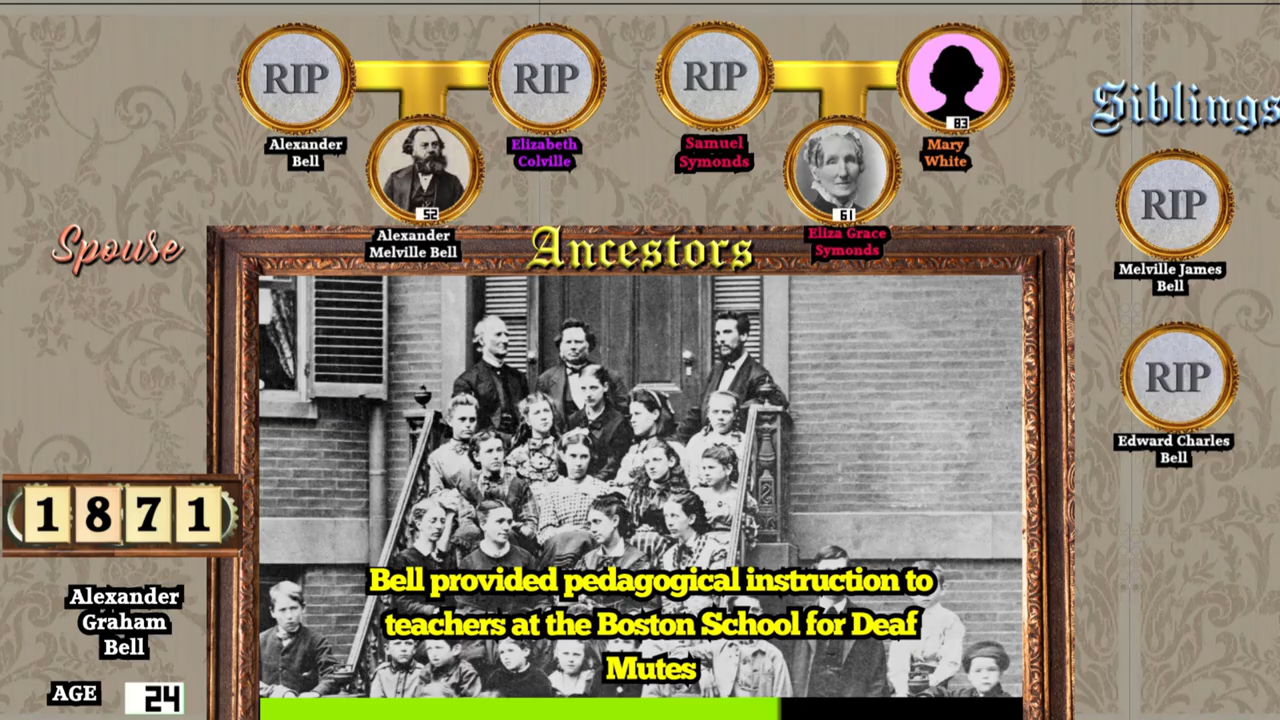 RIP
RIP
RIP
83
Alexander
Bell
Elizabeth
Colville
Samuel
Symonds
Mary
White
Siblings
52
61
RIP
Alexander
Melville Bell
Eliza Grace
Symonds
Spouse
Ancestors
Melville James
Bell
RIP
Edward Charles
Bell
1871
Alexander
Graham
Bell
AGE 24
Bell provided pedagogical instruction to
teachers at the Boston School for Deaf
Mutes